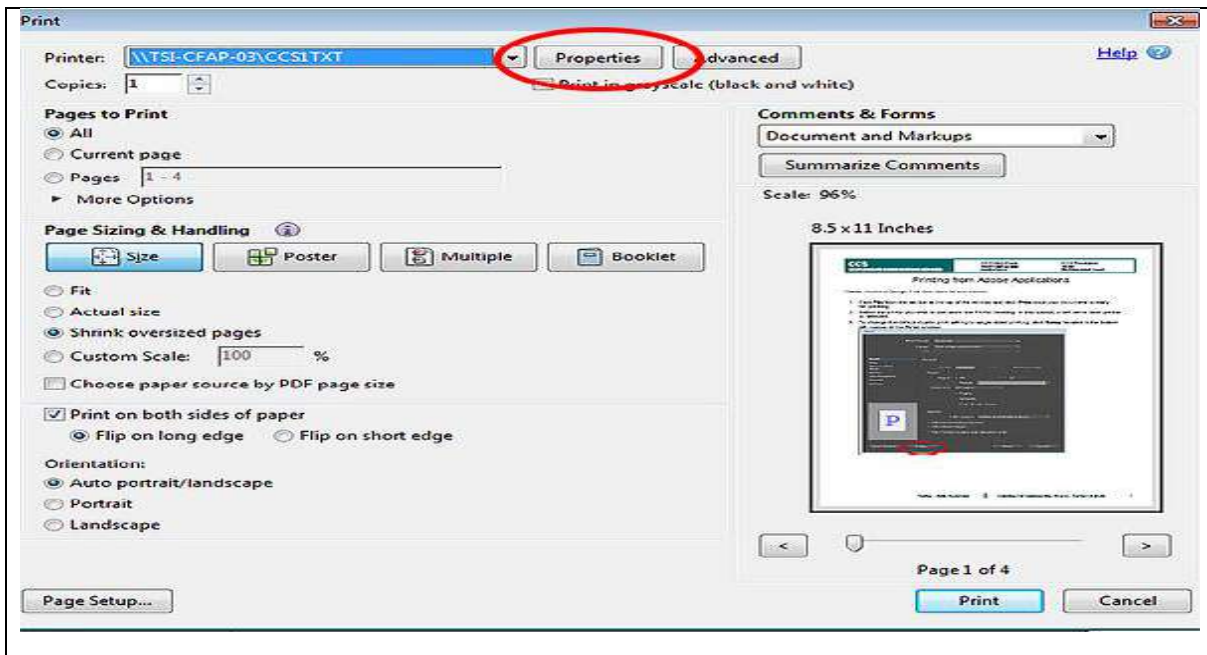 Print
Printer: \\TSI-CFAP-03\CCS1TXT Properties Advanced Help
Copies: 1 Print in grayscale (black and white)
Pages to Print
All
Current page
Pages 1 - 4
More Options
Comments & Forms
Document and Markups
Summarize Comments
Page Sizing & Handling
Size Poster Multiple Booklet
Fit
Actual size
Shrink oversized pages
Custom Scale: 100 %
Choose paper source by PDF page size
Print on both sides of paper
Flip on long edge Flip on short edge
Orientation:
Auto portrait/landscape
Portrait
Landscape
Scale: 96%
8.5 x 11 Inches
CCS
Printing from Adobe Applications
P
< >
Page 1 of 4
Page Setup... Print Cancel